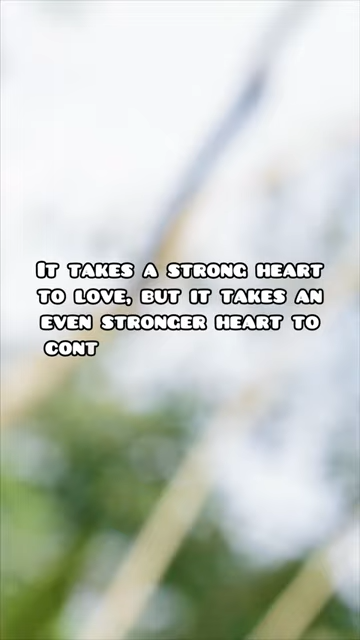 It takes a strong heart
to love, but it takes an
even stronger heart to
cont